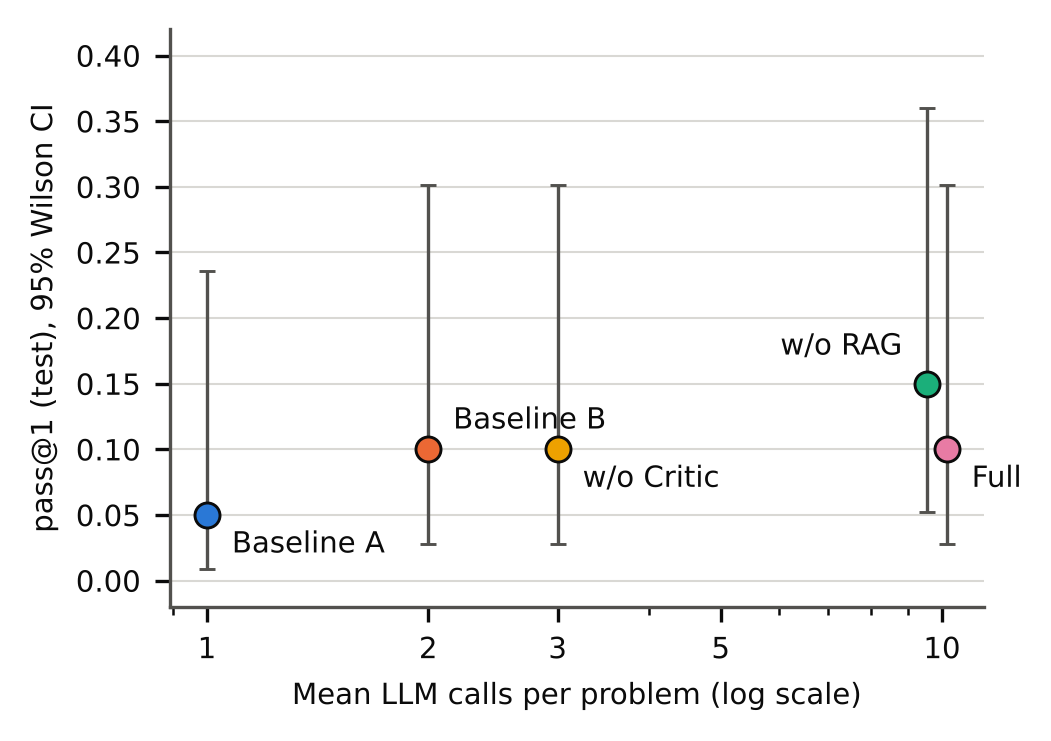 0.40
0.35
0.30
0.25
0.20
0.15
0.10
0.05
0.00
pass@1 (test), 95% Wilson CI
w/o RAG
Baseline B
w/o Critic
Full
Baseline A
1
2
3
5
10
Mean LLM calls per problem (log scale)